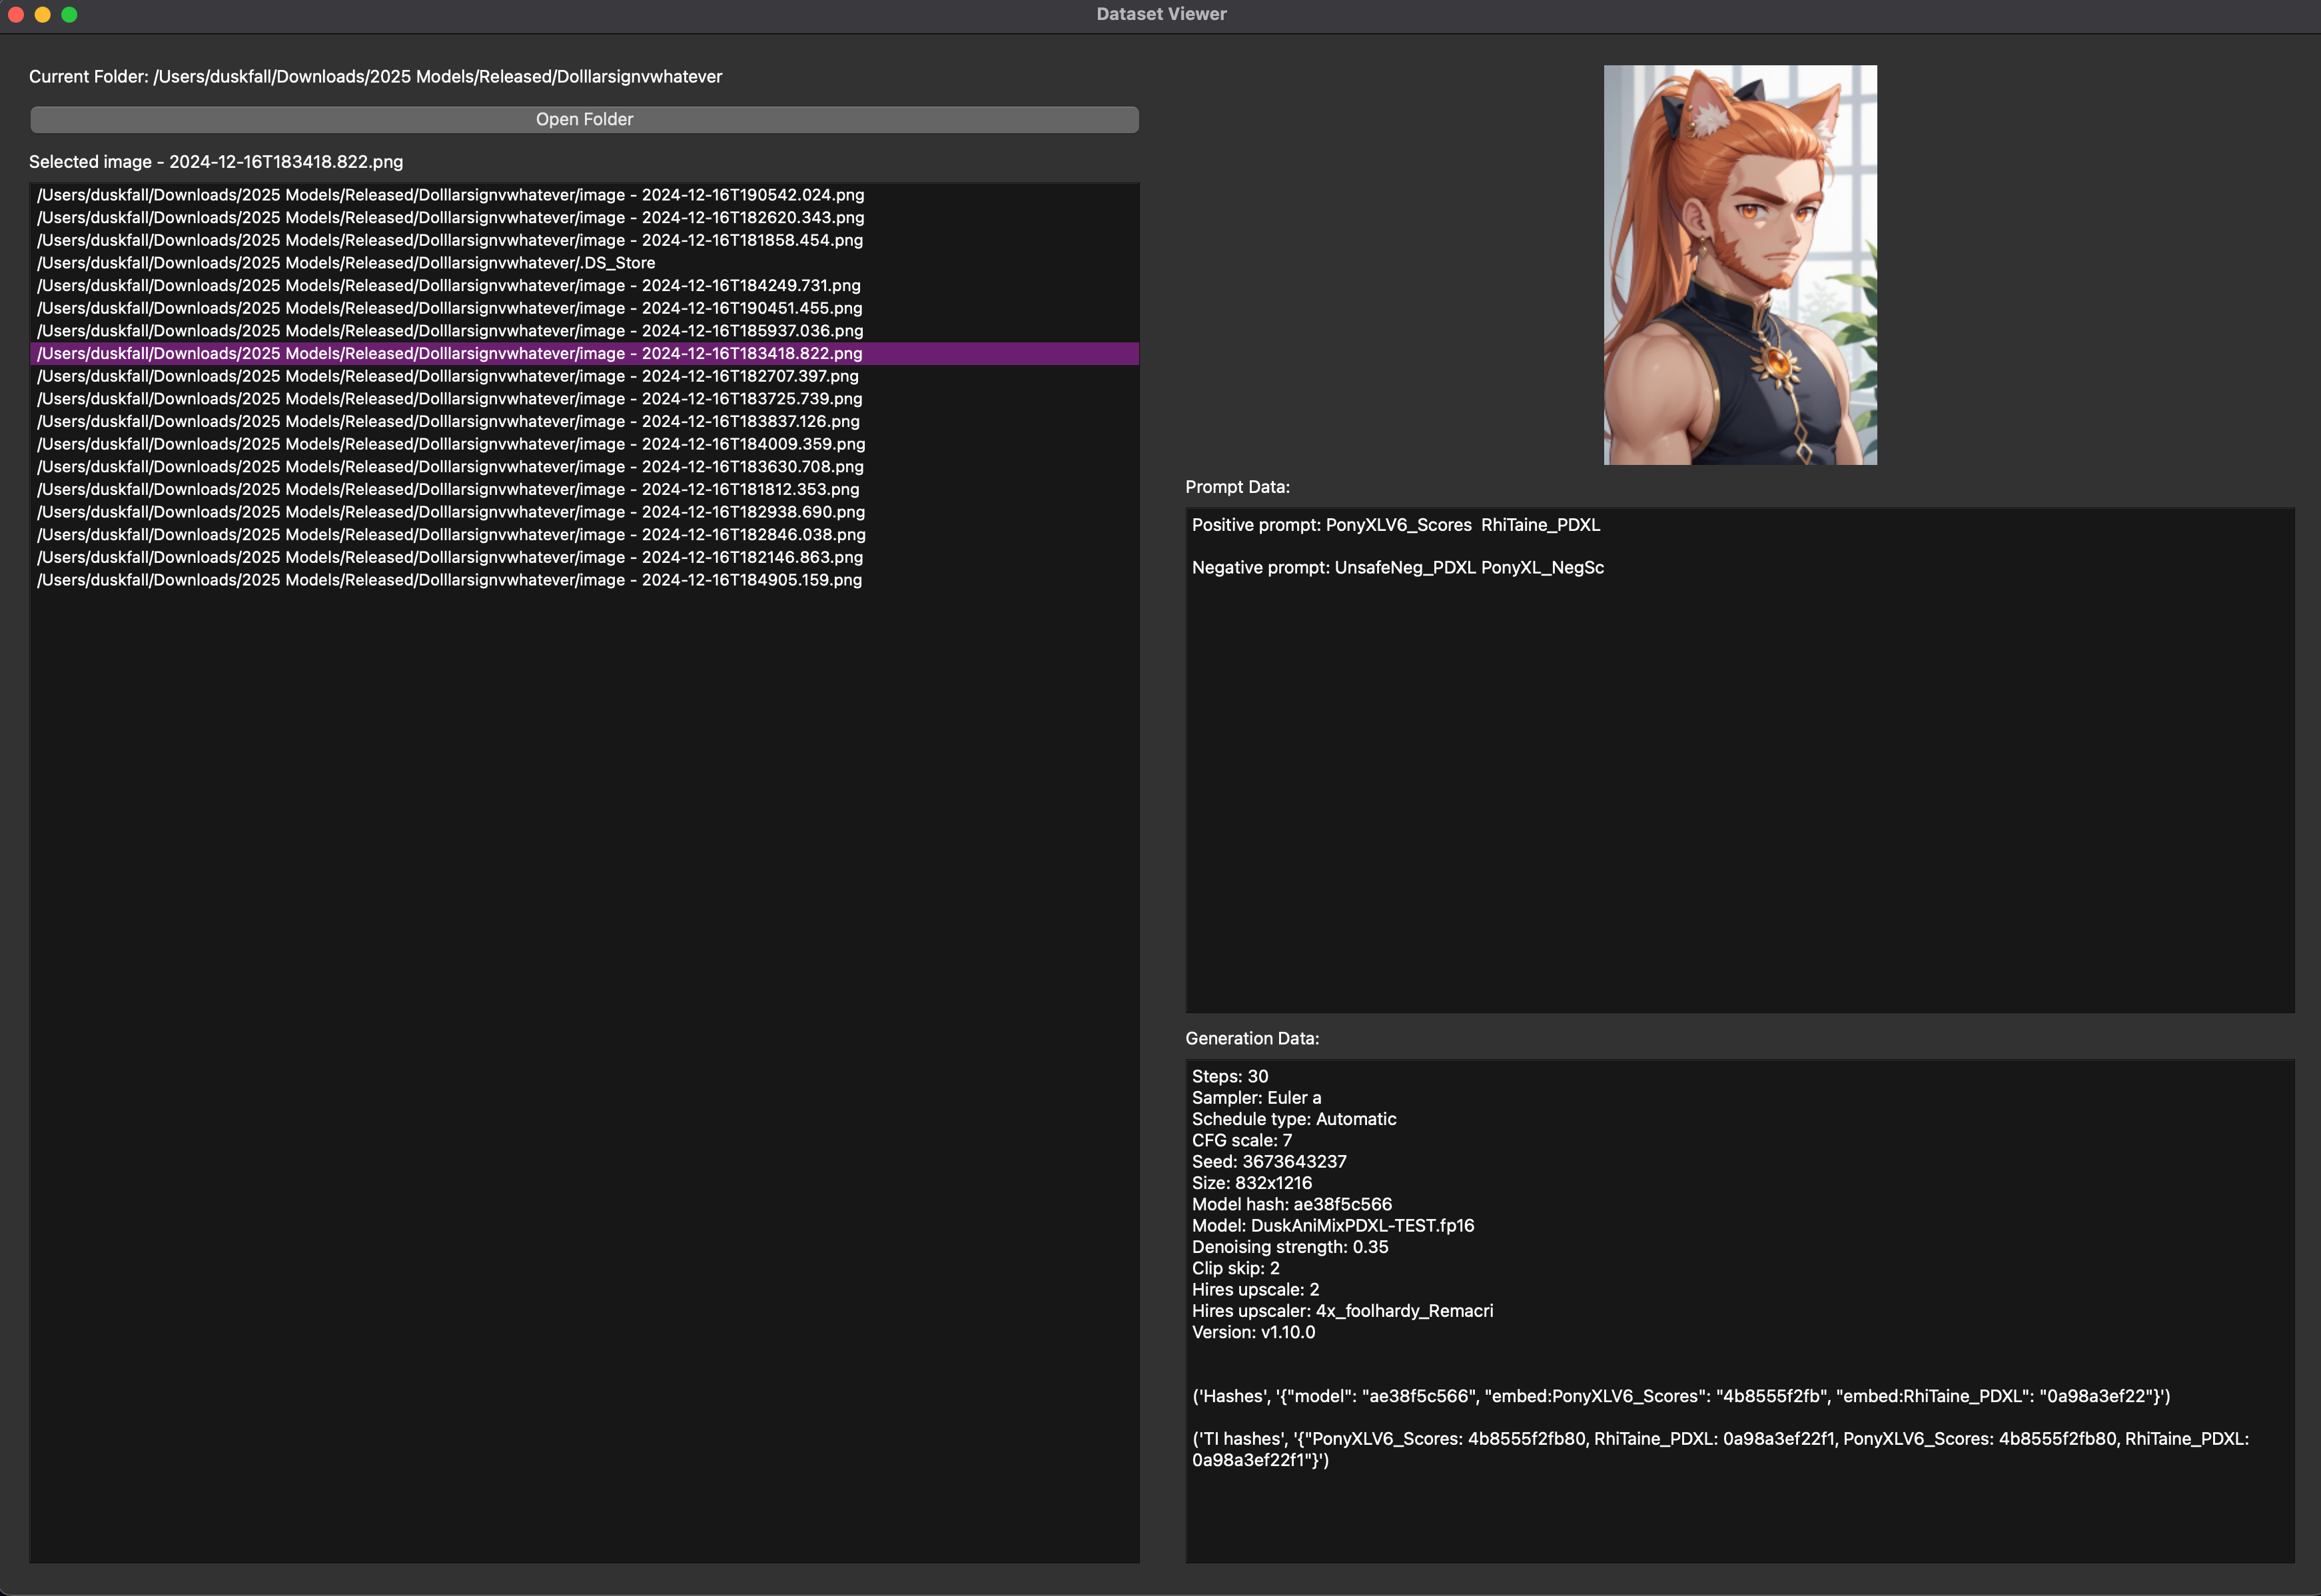 Dataset Viewer
Current Folder: /Users/duskfall/Downloads/2025 Models/Released/Dolllarsignvwhatever
Open Folder
Selected image - 2024-12-16T183418.822.png
/Users/duskfall/Downloads/2025 Models/Released/Dolllarsignvwhatever/image - 2024-12-16T190542.024.png
/Users/duskfall/Downloads/2025 Models/Released/Dolllarsignvwhatever/image - 2024-12-16T182620.343.png
/Users/duskfall/Downloads/2025 Models/Released/Dolllarsignvwhatever/image - 2024-12-16T181858.454.png
/Users/duskfall/Downloads/2025 Models/Released/Dolllarsignvwhatever/.DS_Store
/Users/duskfall/Downloads/2025 Models/Released/Dolllarsignvwhatever/image - 2024-12-16T184249.731.png
/Users/duskfall/Downloads/2025 Models/Released/Dolllarsignvwhatever/image - 2024-12-16T190451.455.png
/Users/duskfall/Downloads/2025 Models/Released/Dolllarsignvwhatever/image - 2024-12-16T185937.036.png
/Users/duskfall/Downloads/2025 Models/Released/Dolllarsignvwhatever/image - 2024-12-16T183418.822.png
/Users/duskfall/Downloads/2025 Models/Released/Dolllarsignvwhatever/image - 2024-12-16T182707.397.png
/Users/duskfall/Downloads/2025 Models/Released/Dolllarsignvwhatever/image - 2024-12-16T183725.739.png
/Users/duskfall/Downloads/2025 Models/Released/Dolllarsignvwhatever/image - 2024-12-16T183837.126.png
/Users/duskfall/Downloads/2025 Models/Released/Dolllarsignvwhatever/image - 2024-12-16T184009.359.png
/Users/duskfall/Downloads/2025 Models/Released/Dolllarsignvwhatever/image - 2024-12-16T183630.708.png
/Users/duskfall/Downloads/2025 Models/Released/Dolllarsignvwhatever/image - 2024-12-16T181812.353.png
/Users/duskfall/Downloads/2025 Models/Released/Dolllarsignvwhatever/image - 2024-12-16T182938.690.png
/Users/duskfall/Downloads/2025 Models/Released/Dolllarsignvwhatever/image - 2024-12-16T182846.038.png
/Users/duskfall/Downloads/2025 Models/Released/Dolllarsignvwhatever/image - 2024-12-16T182146.863.png
/Users/duskfall/Downloads/2025 Models/Released/Dolllarsignvwhatever/image - 2024-12-16T184905.159.png
Prompt Data:
Positive prompt: PonyXLV6_Scores  RhiTaine_PDXL
Negative prompt: UnsafeNeg_PDXL PonyXL_NegSc
Generation Data:
Steps: 30
Sampler: Euler a
Schedule type: Automatic
CFG scale: 7
Seed: 3673643237
Size: 832x1216
Model hash: ae38f5c566
Model: DuskAniMixPDXL-TEST.fp16
Denoising strength: 0.35
Clip skip: 2
Hires upscale: 2
Hires upscaler: 4x_foolhardy_Remacri
Version: v1.10.0
('Hashes', '{"model": "ae38f5c566", "embed:PonyXLV6_Scores": "4b8555f2fb", "embed:RhiTaine_PDXL": "0a98a3ef22"}')
('TI hashes', '{"PonyXLV6_Scores: 4b8555f2fb80, RhiTaine_PDXL: 0a98a3ef22f1, PonyXLV6_Scores: 4b8555f2fb80, RhiTaine_PDXL:
0a98a3ef22f1"}')